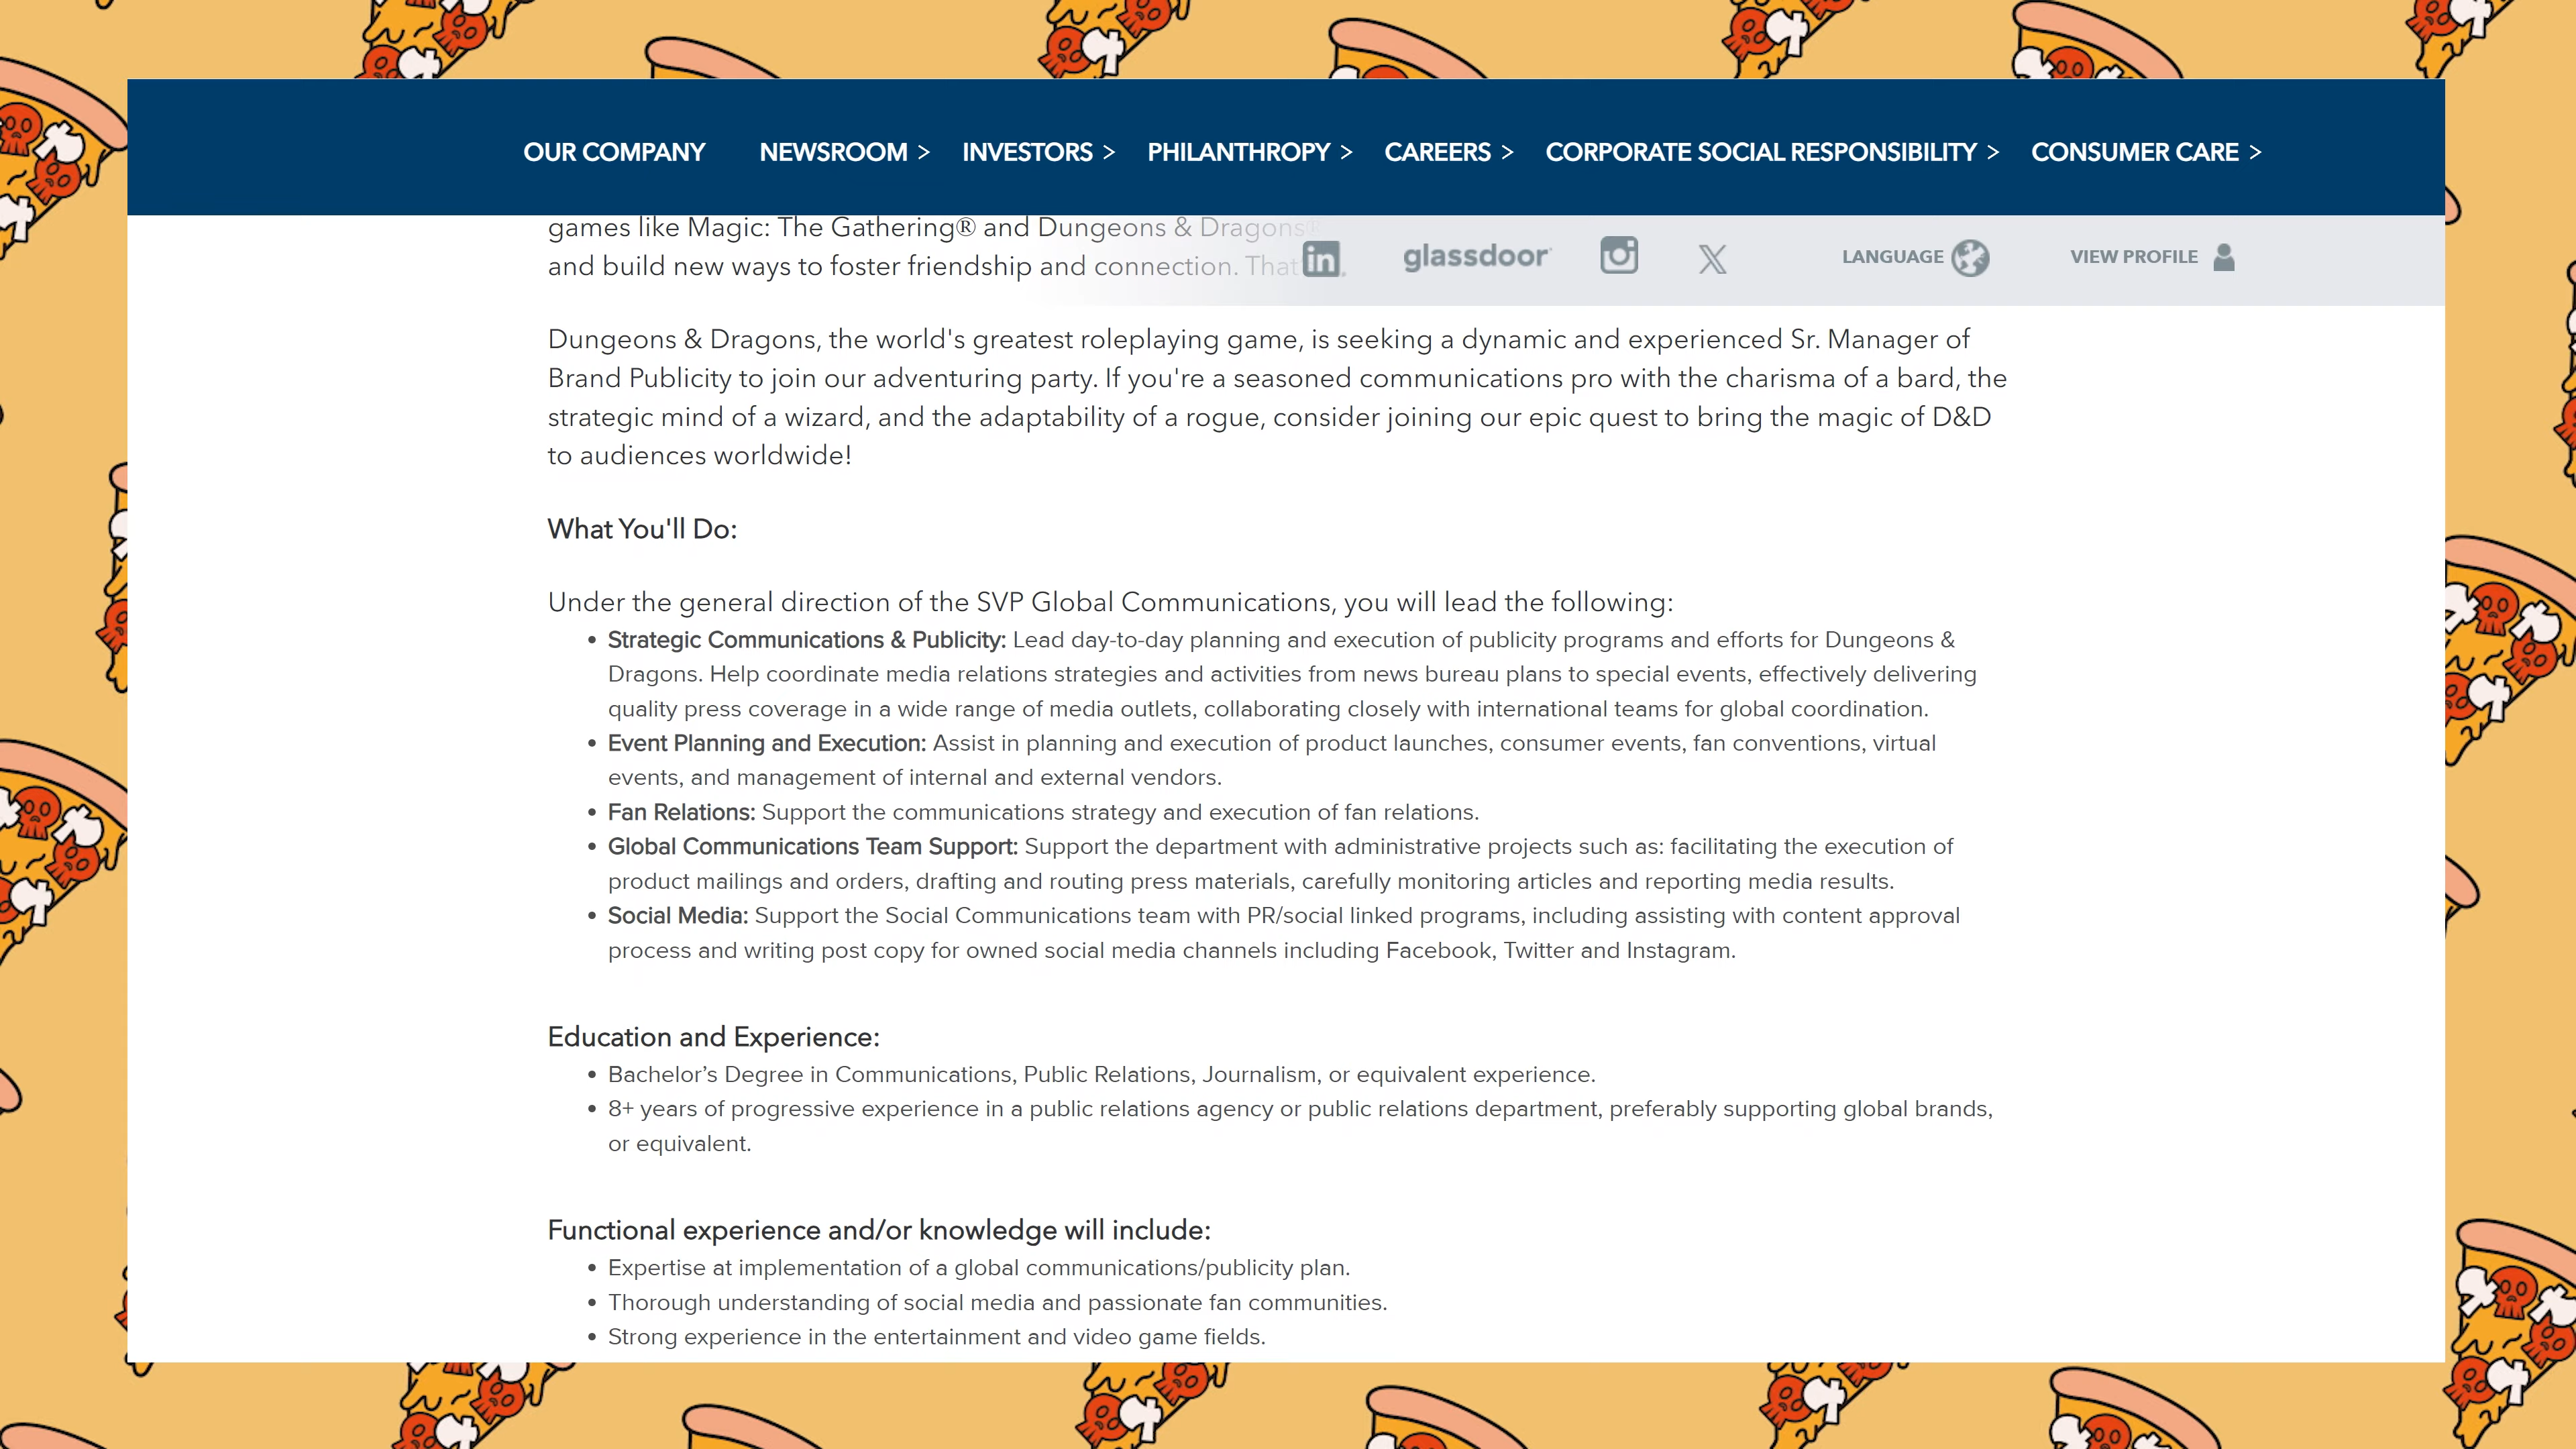 OUR COMPANY NEWSROOM > INVESTORS > PHILANTHROPY > CAREERS > CORPORATE SOCIAL RESPONSIBILITY > CONSUMER CARE >
games like Magic: The Gathering® and Dungeons & Dragons
and build new ways to foster friendship and connection. That
in glassdoor X LANGUAGE VIEW PROFILE
Dungeons & Dragons, the world's greatest roleplaying game, is seeking a dynamic and experienced Sr. Manager of
Brand Publicity to join our adventuring party. If you're a seasoned communications pro with the charisma of a bard, the
strategic mind of a wizard, and the adaptability of a rogue, consider joining our epic quest to bring the magic of D&D
to audiences worldwide!
What You'll Do:
Under the general direction of the SVP Global Communications, you will lead the following:
• Strategic Communications & Publicity: Lead day-to-day planning and execution of publicity programs and efforts for Dungeons &
Dragons. Help coordinate media relations strategies and activities from news bureau plans to special events, effectively delivering
quality press coverage in a wide range of media outlets, collaborating closely with international teams for global coordination.
• Event Planning and Execution: Assist in planning and execution of product launches, consumer events, fan conventions, virtual
events, and management of internal and external vendors.
• Fan Relations: Support the communications strategy and execution of fan relations.
• Global Communications Team Support: Support the department with administrative projects such as: facilitating the execution of
product mailings and orders, drafting and routing press materials, carefully monitoring articles and reporting media results.
• Social Media: Support the Social Communications team with PR/social linked programs, including assisting with content approval
process and writing post copy for owned social media channels including Facebook, Twitter and Instagram.
Education and Experience:
• Bachelor’s Degree in Communications, Public Relations, Journalism, or equivalent experience.
• 8+ years of progressive experience in a public relations agency or public relations department, preferably supporting global brands,
or equivalent.
Functional experience and/or knowledge will include:
• Expertise at implementation of a global communications/publicity plan.
• Thorough understanding of social media and passionate fan communities.
• Strong experience in the entertainment and video game fields.